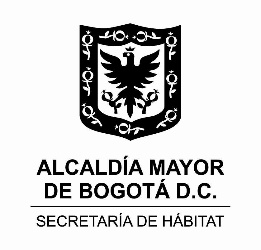 ALCALDÍA MAYOR
DE BOGOTÁ D.C.
SECRETARÍA DE HÁBITAT